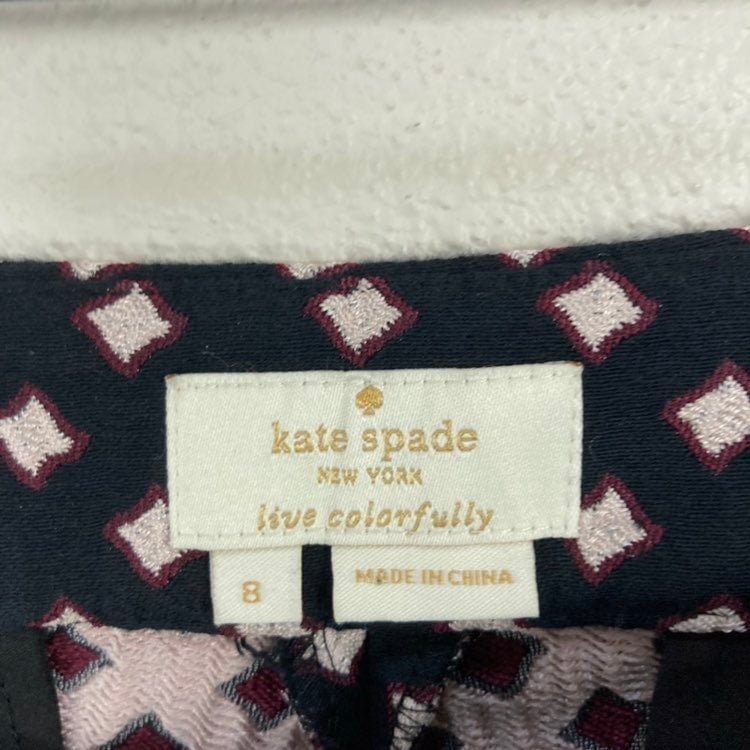 kate spade
NEW YORK
live colorfully
8
MADE IN CHINA